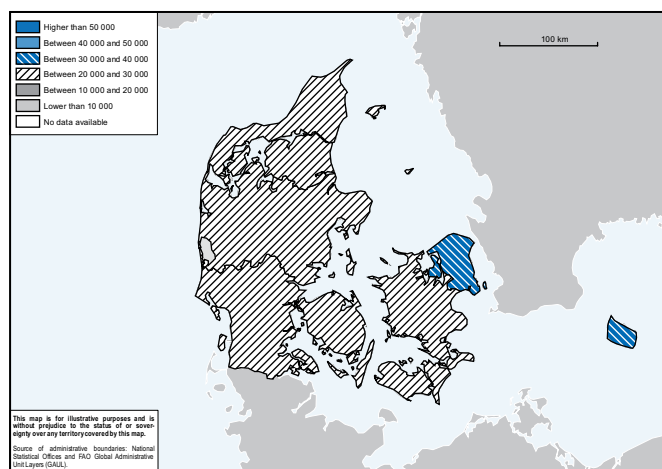 Higher than 50 000
Between 40 000 and 50 000
Between 30 000 and 40 000
Between 20 000 and 30 000
Between 10 000 and 20 000
Lower than 10 000
No data available
100 km
This map is for illustrative purposes and is
without prejudice to the status of or sover-
eignty over any territory covered by this map.
Source of administrative boundaries: National
Statistical Offices and FAO Global Administrative
Unit Layers (GAUL).